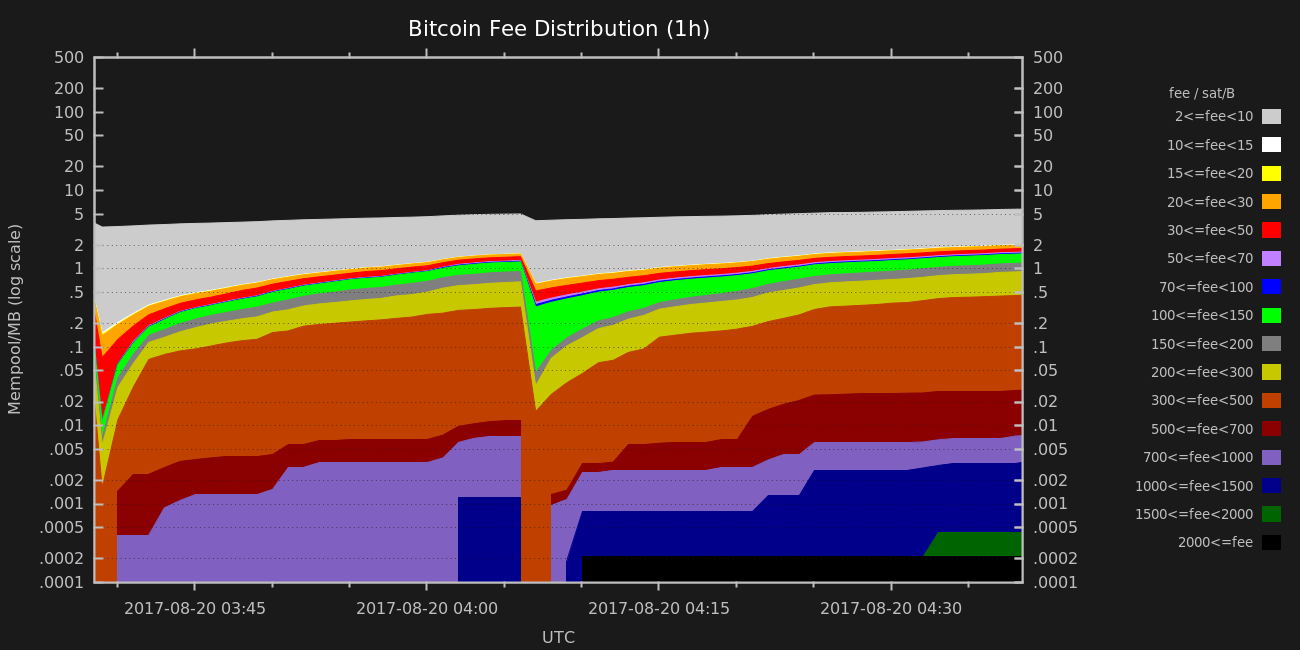 Bitcoin Fee Distribution (1h)
500 500
200 200
100 100
50 50
20 20
10 10
5 5
2 2
1 1
.5 .5
.2 .2
.1 .1
.05 .05
.02 .02
.01 .01
.005 .005
.002 .002
.001 .001
.0005 .0005
.0002 .0002
.0001 .0001
Mempool/MB (log scale)
2017-08-20 03:45 2017-08-20 04:00 2017-08-20 04:15 2017-08-20 04:30
UTC
fee / sat/B
2<=fee<10
10<=fee<15
15<=fee<20
20<=fee<30
30<=fee<50
50<=fee<70
70<=fee<100
100<=fee<150
150<=fee<200
200<=fee<300
300<=fee<500
500<=fee<700
700<=fee<1000
1000<=fee<1500
1500<=fee<2000
2000<=fee